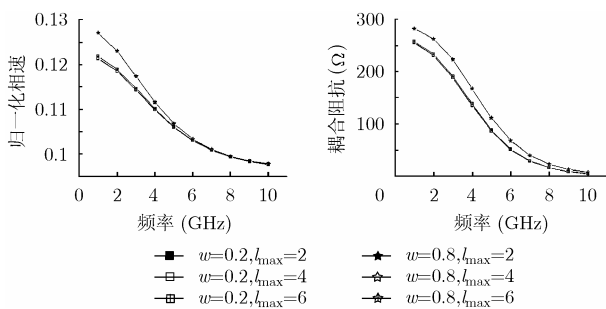 0.13
0.12
0.11
0.1
归一化相速
0 2 4 6 8 10
频率 (GHz)
300
200
100
耦合阻抗(Ω)
0 2 4 6 8 10
频率 (GHz)
w=0.2,lmax=2
w=0.2,lmax=4
w=0.2,lmax=6
w=0.8,lmax=2
w=0.8,lmax=4
w=0.8,lmax=6